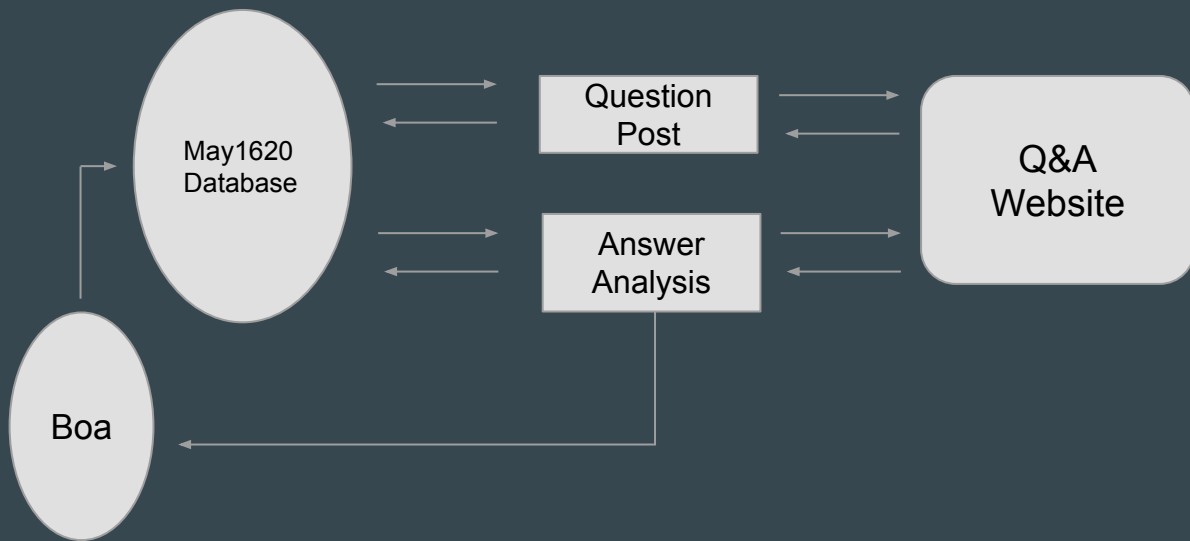 May1620
Database
Question
Post
Q&A
Website
Answer
Analysis
Boa